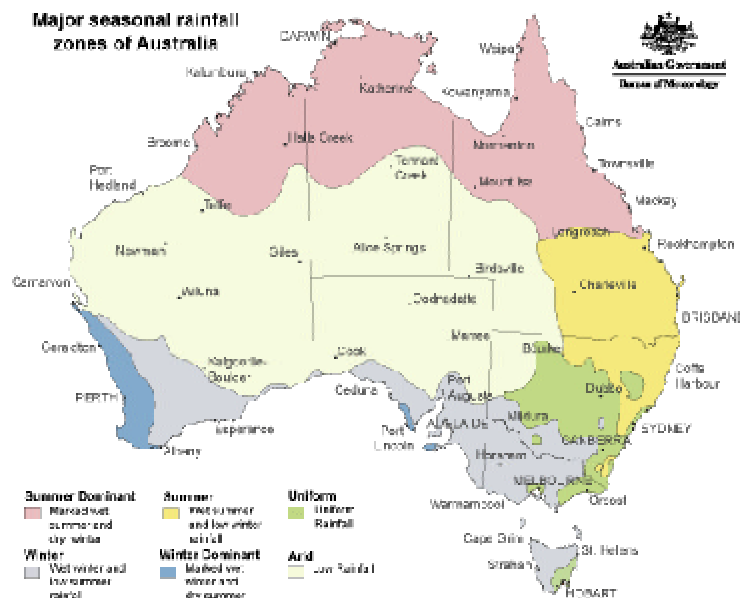 Major seasonal rainfall
zones of Australia
Australian Government
Bureau of Meteorology
DARWIN
Waipa
Kalumburu
Katherine
Kowanyama
Cairns
Halls Creek
Broome
Normanton
Townsville
Tennant
Creek
Port
Hedland
Mount Isa
Mackay
Telfer
Longreach
Rockhampton
Newman
Giles
Alice Springs
Birdsville
Carnarvon
Wiluna
Charleville
Oodnadatta
BRISBANE
Marree
Geraldton
Cook
Bourke
Kalgoorlie-
Boulder
Coffs
Harbour
Port
Augusta
Ceduna
Dubbo
PERTH
Mildura
ADELAIDE
SYDNEY
Esperance
Port
Lincoln
CANBERRA
Albany
Horsham
MELBOURNE
Orbost
Warrnambool
Cape Grim
St. Helens
Strahan
HOBART
Summer Dominant
Marked wet
summer and
dry winter
Summer
Wet summer
and low winter
rainfall
Uniform
Uniform
Rainfall
Winter
Wet winter and
low summer
rainfall
Winter Dominant
Marked wet
winter and
dry summer
Arid
Low Rainfall